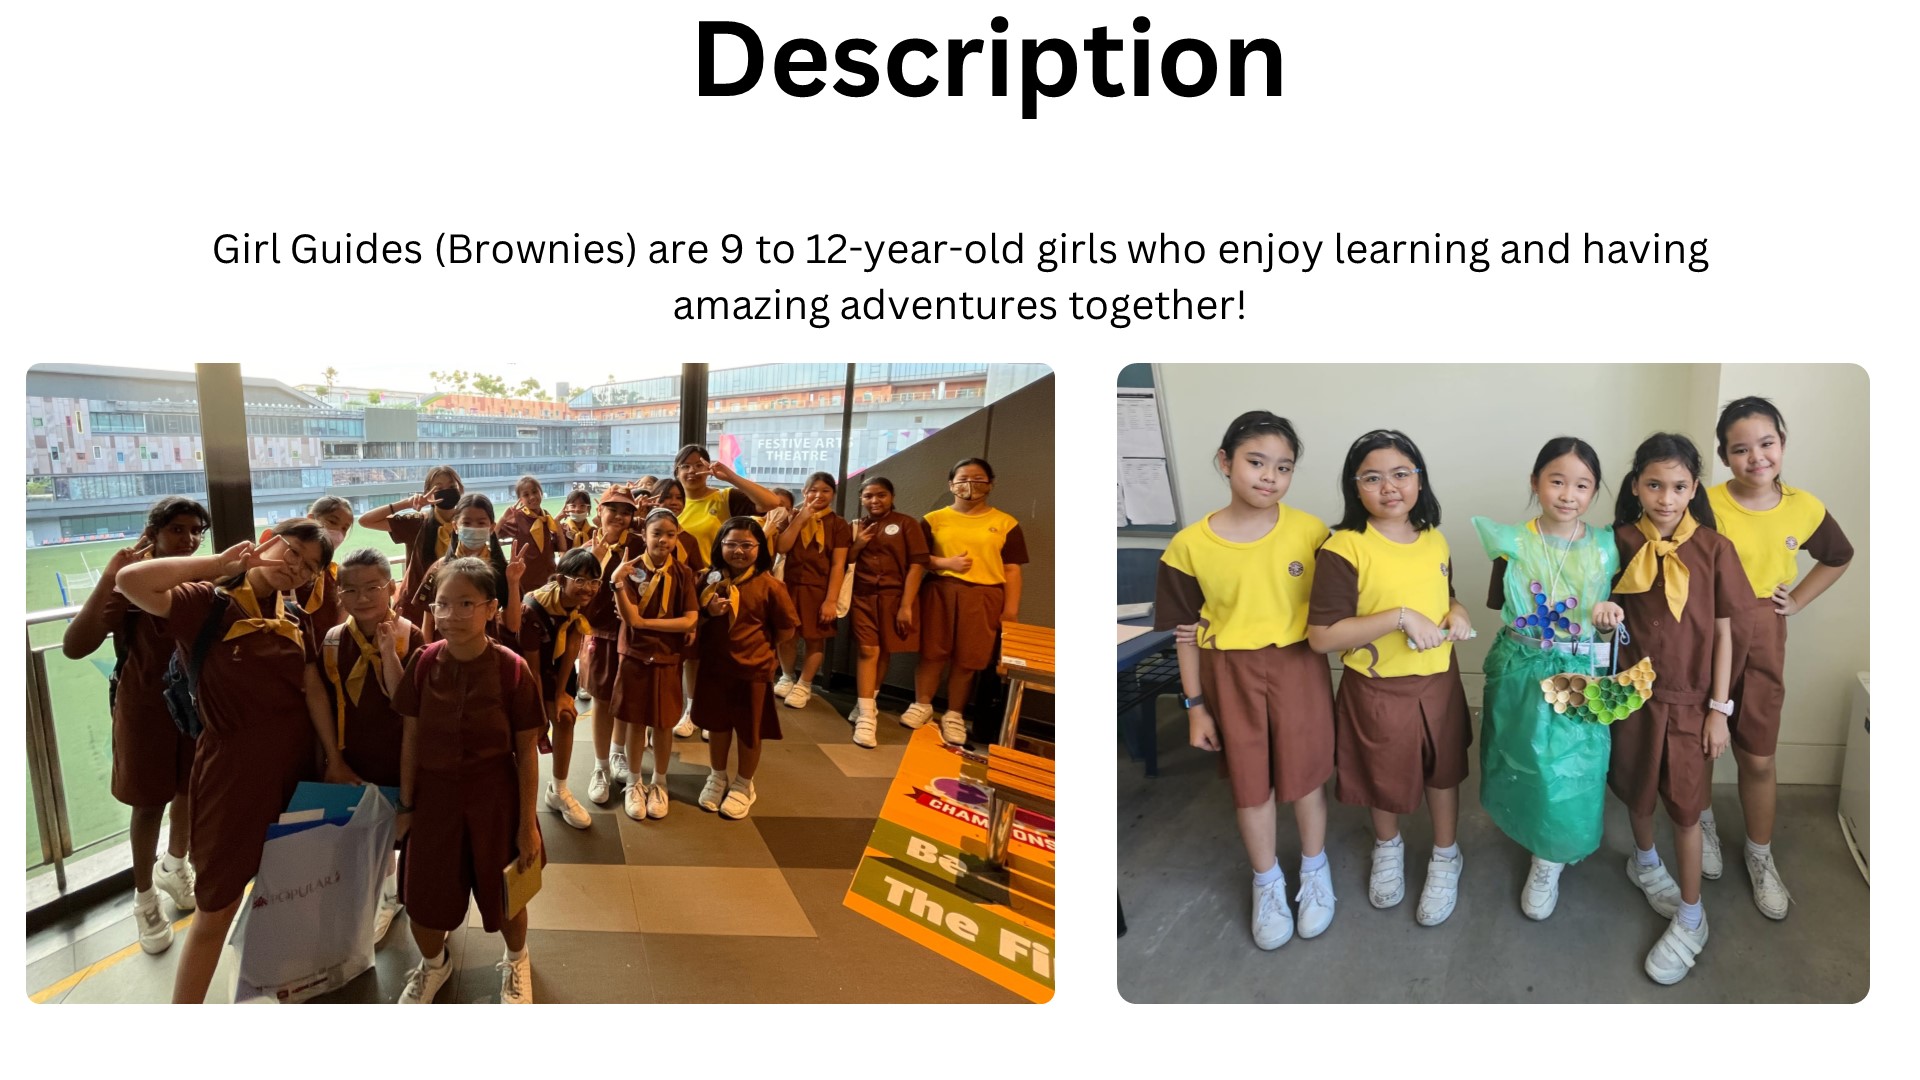 Description
Girl Guides (Brownies) are 9 to 12-year-old girls who enjoy learning and having
amazing adventures together!
FESTIVE ARTS
THEATRE
CHAMPIONS
Be
The Fi
POPULAR